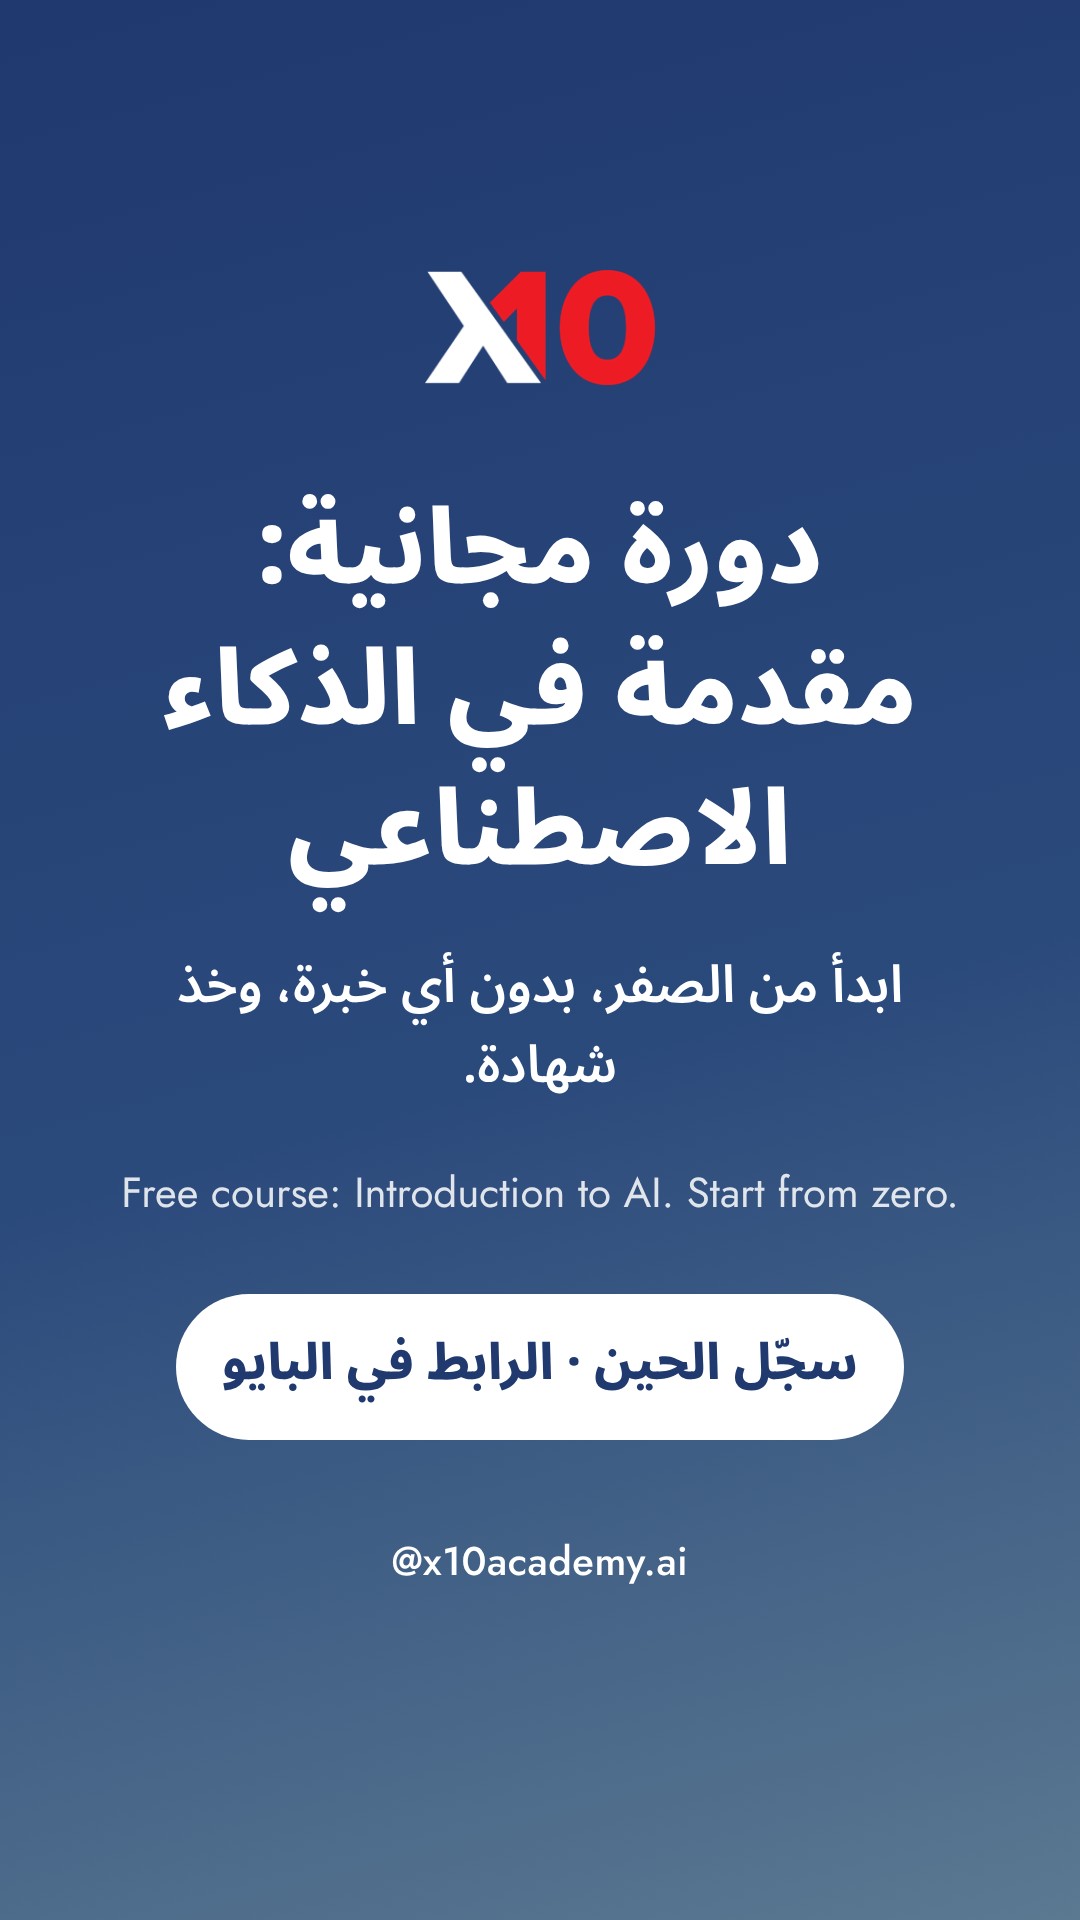 X10
دورة مجانية:
مقدمة في الذكاء
الاصطناعي
ابدأ من الصفر، بدون أي خبرة، وخذ
شهادة.
Free course: Introduction to AI. Start from zero.
سجّل الحين · الرابط في البايو
@x10academy.ai